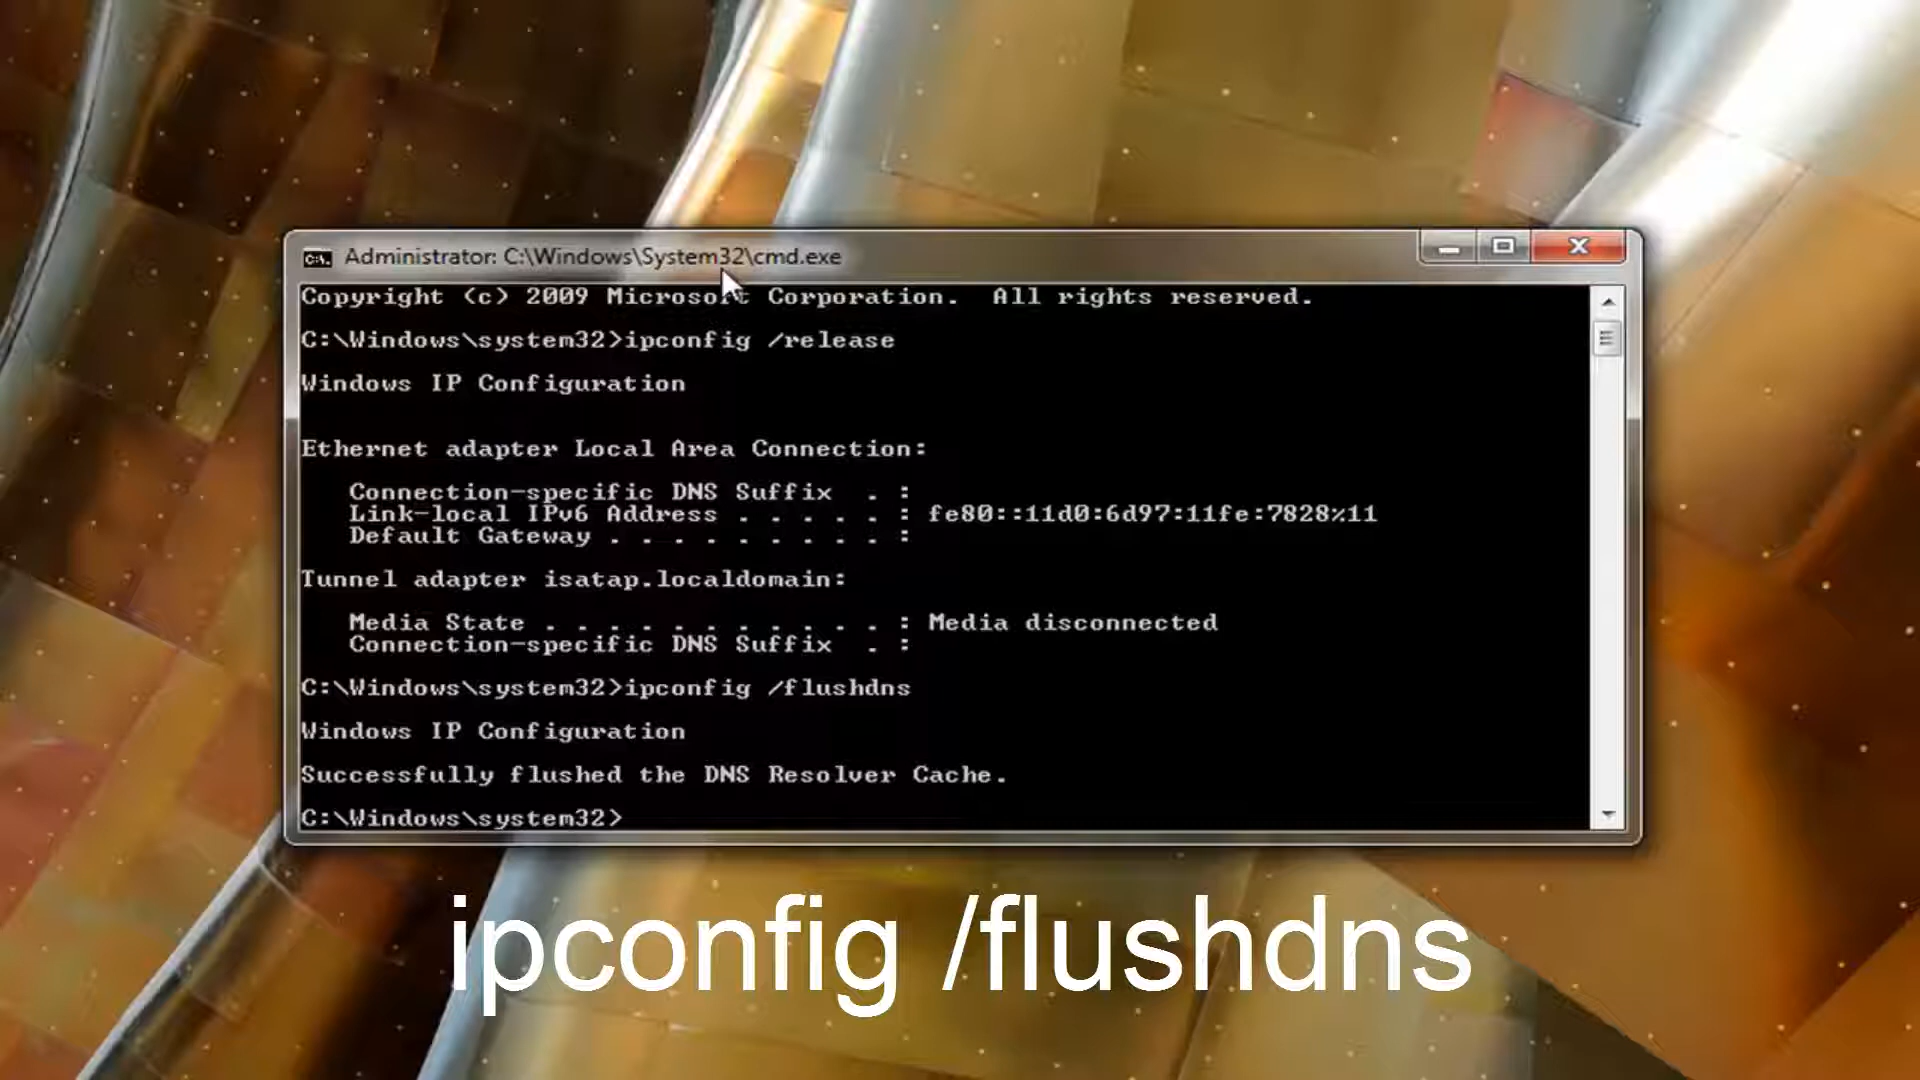 Administrator: C:\Windows\System32\cmd.exe
Copyright (c) 2009 Microsoft Corporation.  All rights reserved.
C:\Windows\system32>ipconfig /release
Windows IP Configuration
Ethernet adapter Local Area Connection:
Connection-specific DNS Suffix  . :
Link-local IPv6 Address . . . . . : fe80::11d0:6d97:11fe:7828%11
Default Gateway . . . . . . . . . :
Tunnel adapter isatap.localdomain:
Media State . . . . . . . . . . . : Media disconnected
Connection-specific DNS Suffix  . :
C:\Windows\system32>ipconfig /flushdns
Windows IP Configuration
Successfully flushed the DNS Resolver Cache.
C:\Windows\system32>
ipconfig /flushdns